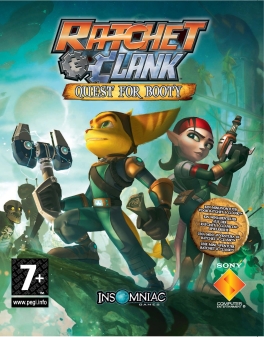 RATCHET
& CLANK
QUEST FOR BOOTY
7+
www.pegi.info
INSOMNIAC
GAMES
SONY
COMPUTER
ENTERTAINMENT